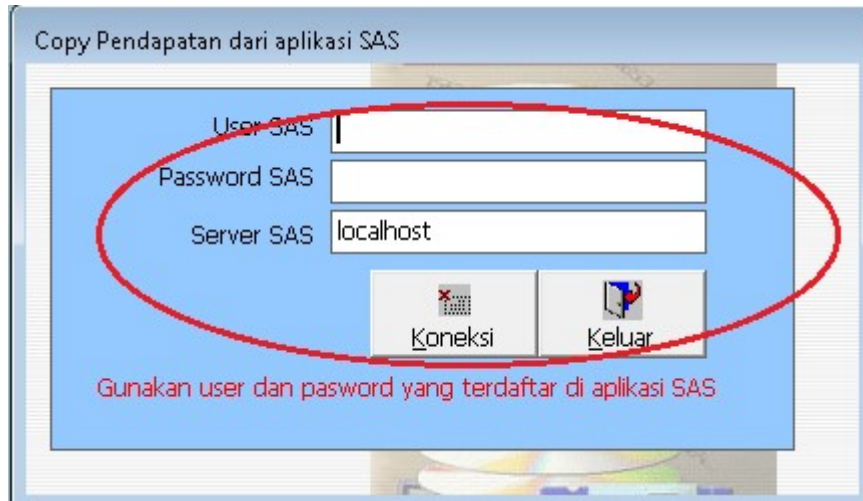 Copy Pendapatan dari aplikasi SAS
User SAS
Password SAS
Server SAS localhost
Koneksi Keluar
Gunakan user dan pasword yang terdaftar di aplikasi SAS